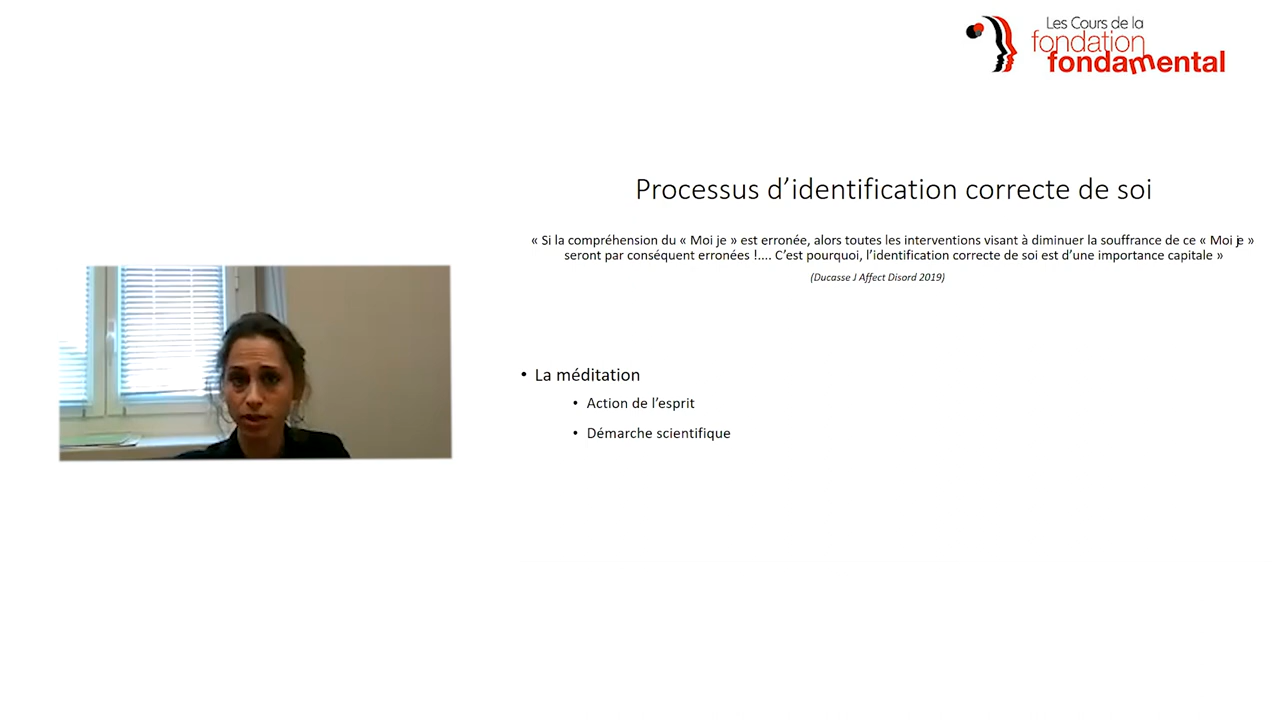 Les Cours de la
fondation
fondamental
Processus d’identification correcte de soi
« Si la compréhension du « Moi je » est erronée, alors toutes les interventions visant à diminuer la souffrance de ce « Moi je »
seront par conséquent erronées !.... C’est pourquoi, l’identification correcte de soi est d’une importance capitale »
(Ducasse J Affect Disord 2019)
• La méditation
• Action de l’esprit
• Démarche scientifique